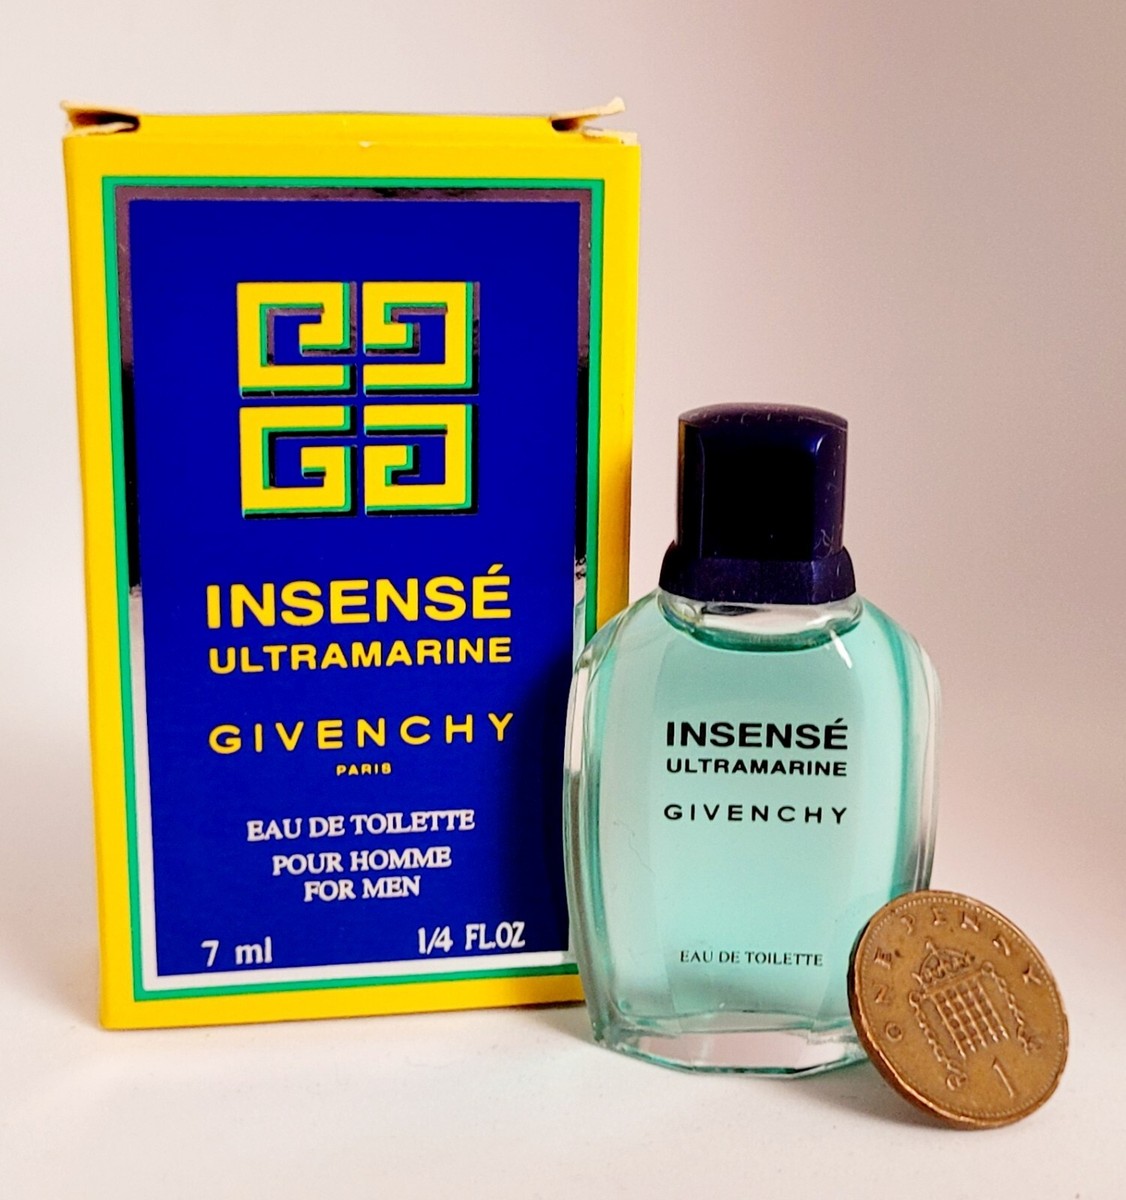 INSENSÉ
ULTRAMARINE
GIVENCHY
PARIS
EAU DE TOILETTE
POUR HOMME
FOR MEN
7 ml 1/4 FL.OZ
INSENSÉ
ULTRAMARINE
GIVENCHY
EAU DE TOILETTE
ONE PENNY
1